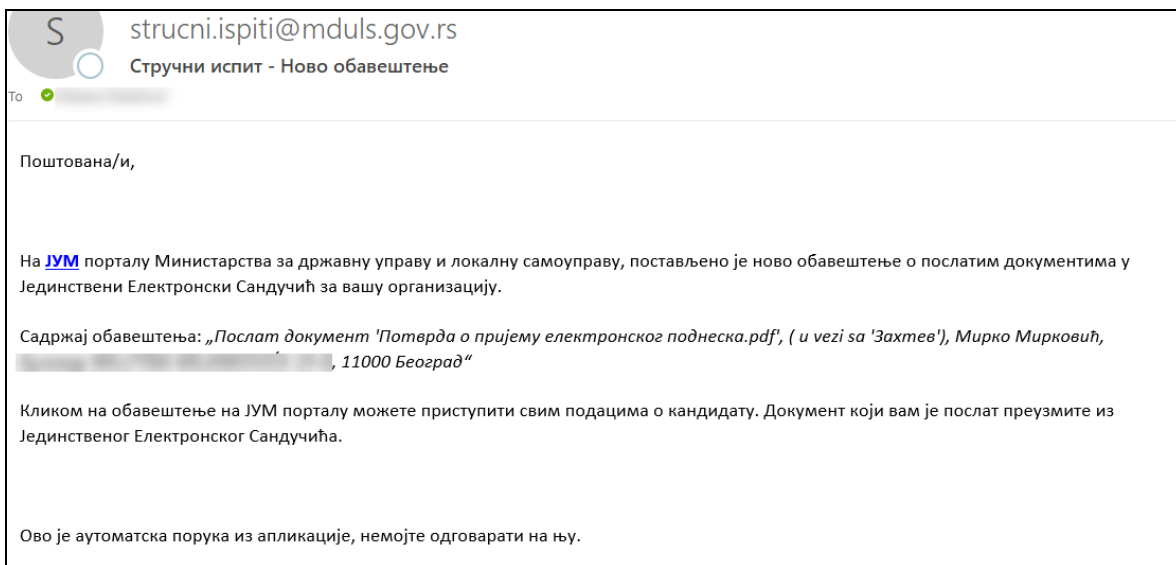 S
strucni.ispiti@mduls.gov.rs
Стручни испит - Ново обавештење
To
Поштована/и,
На ЈУМ порталу Министарства за државну управу и локалну самоуправу, постављено је ново обавештење о послатим документима у
Јединствени Електронски Сандучић за вашу организацију.
Садржај обавештења: „Послат документ 'Потврда о пријему електронског поднеска.pdf', ( u vezi sa 'Захтев'), Мирко Мирковић,
, 11000 Београд“
Кликом на обавештење на ЈУМ порталу можете приступити свим подацима о кандидату. Документ који вам је послат преузмите из
Јединственог Електронског Сандучића.
Ово је аутоматска порука из апликације, немојте одговарати на њу.